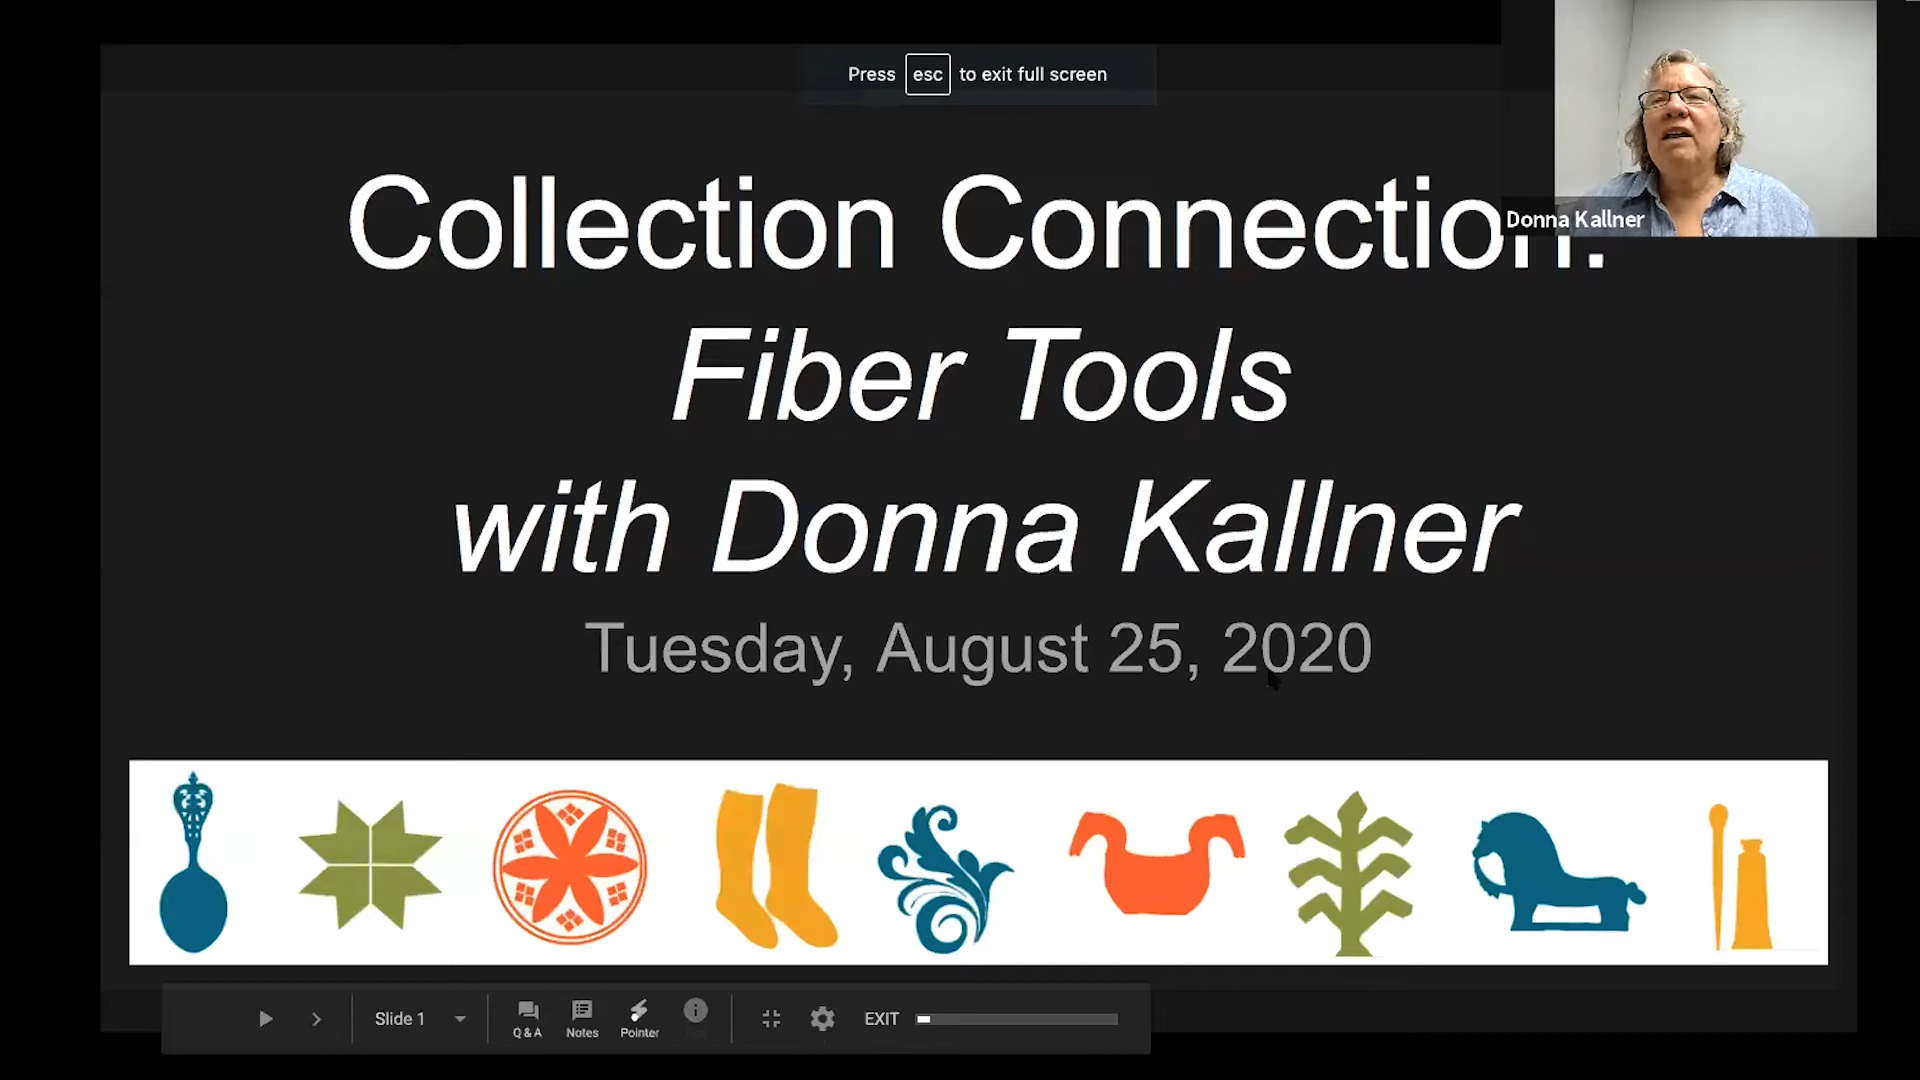 Press esc to exit full screen
Collection Connection:
Donna Kallner
Fiber Tools
with Donna Kallner
Tuesday, August 25, 2020
Slide 1
Q & A
Notes
Pointer
EXIT